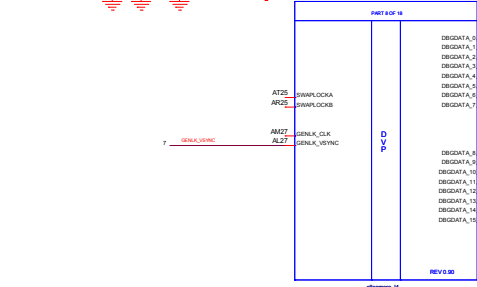 PART 8 OF 18
DBGDATA_0
DBGDATA_1
DBGDATA_2
DBGDATA_3
DBGDATA_4
DBGDATA_5
AT25 SWAPLOCKA DBGDATA_6
AR25 SWAPLOCKB DBGDATA_7
AM27 GENLK_CLK
7 GENLK_VSYNC AL27 GENLK_VSYNC
DVP
DBGDATA_8
DBGDATA_9
DBGDATA_10
DBGDATA_11
DBGDATA_12
DBGDATA_13
DBGDATA_14
DBGDATA_15
REV 0.90